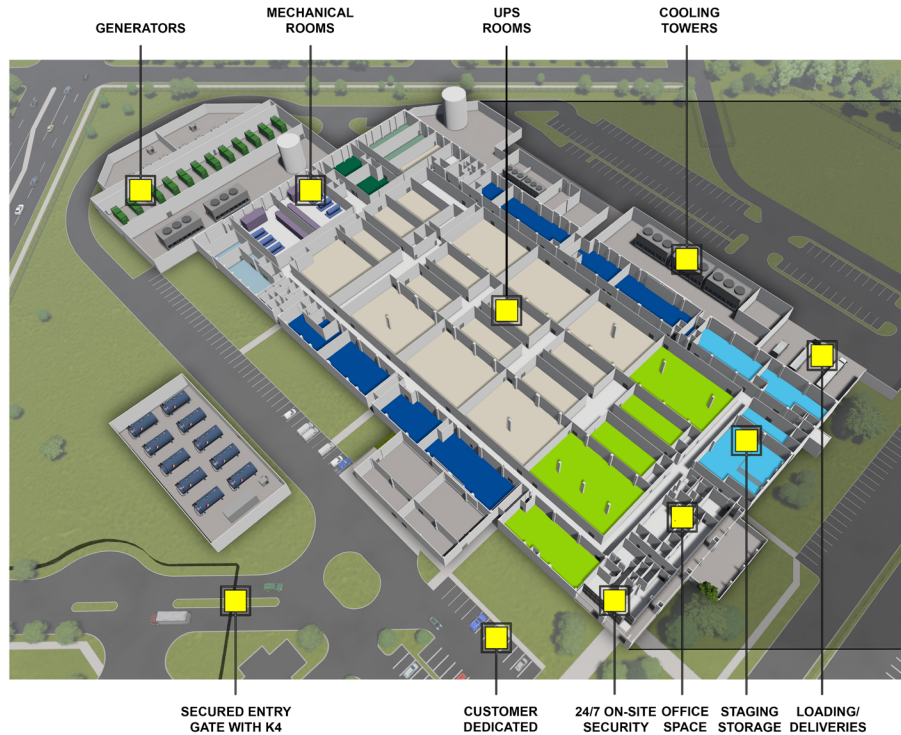 GENERATORS
MECHANICAL
ROOMS
UPS
ROOMS
COOLING
TOWERS
SECURED ENTRY
GATE WITH K4
CUSTOMER
DEDICATED
24/7 ON-SITE
SECURITY
OFFICE
SPACE
STAGING
STORAGE
LOADING/
DELIVERIES